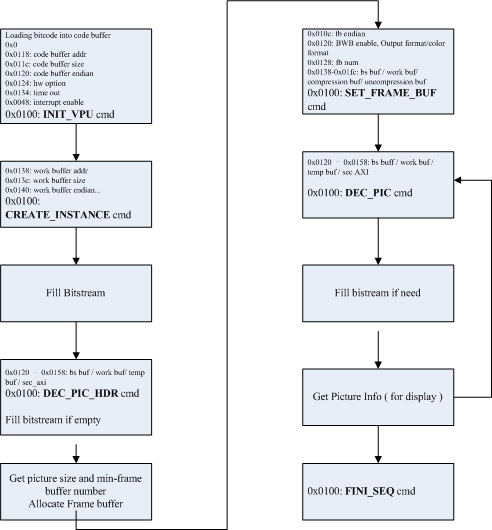 Loading bitcode into code buffer
0x0
0x0118: code buffer addr
0x011c: code buffer size
0x0120: code buffer endian
0x0124: hw option
0x0134: time out
0x0048: interrupt enable
0x0100: INIT_VPU cmd
0x0138: work buffer addr
0x013c: work buffer size
0x0140: work buffer endian...
0x0100:
CREATE_INSTANCE cmd
Fill Bitstream
0x0120 – 0x0158: bs buf / work buf/ temp
buf / sec_axi
0x0100: DEC_PIC_HDR cmd
Fill bitstream if empty
Get picture size and min-frame
buffer number
Allocate Frame buffer
0x010c: fb endian
0x0120: BWB enable, Output format/color
format
0x0128: fb num
0x0138-0x01fc: bs buf / work buf/
compression buf/ uncompression buf
0x0100: SET_FRAME_BUF
cmd
0x0120 – 0x0158: bs buff / work buf /
temp buf / sec AXI
0x0100: DEC_PIC cmd
Fill bistream if need
Get Picture Info ( for display )
0x0100: FINI_SEQ cmd